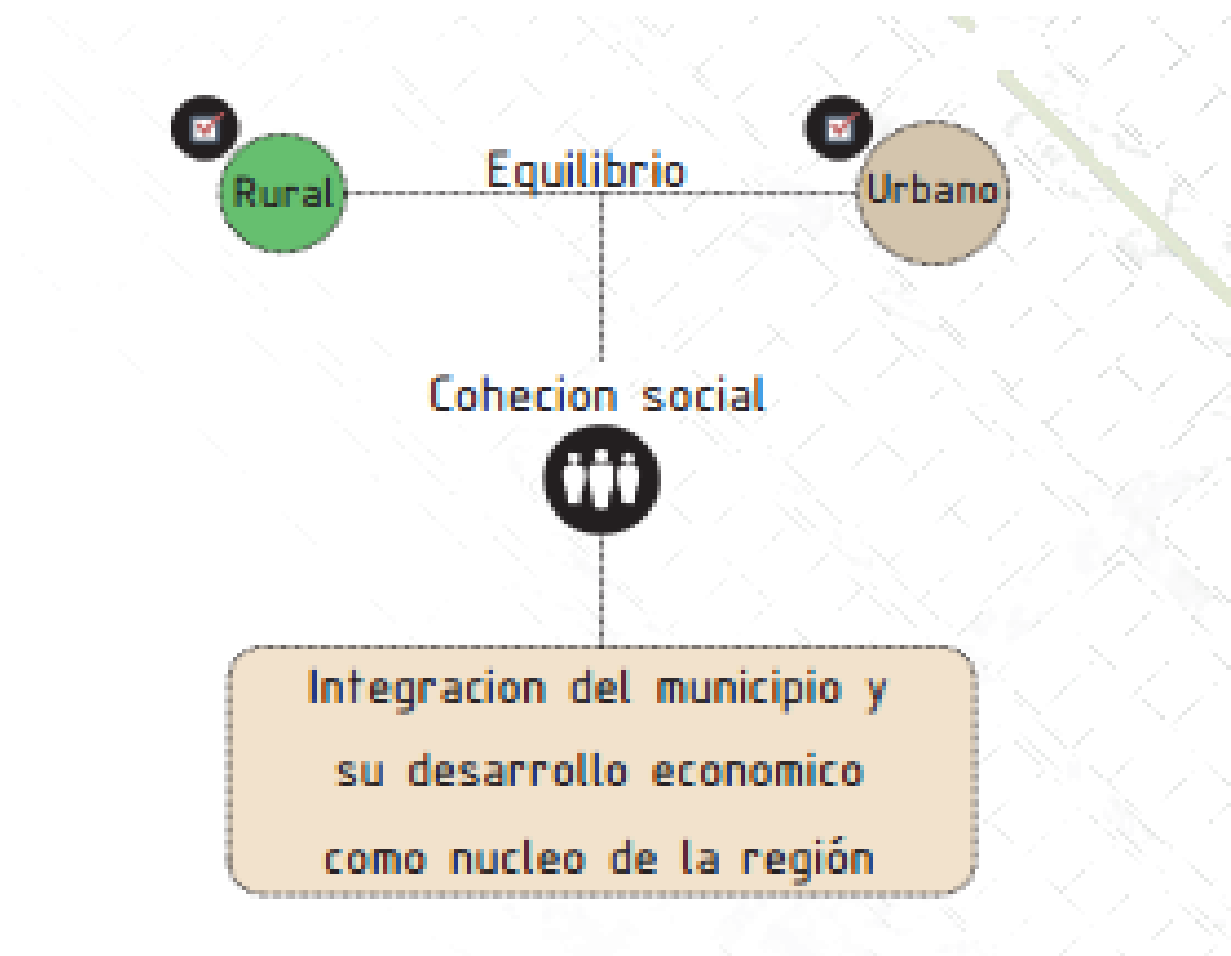 Rural
Equilibrio
Urbano
Cohecion social
Integracion del municipio y
su desarrollo economico
como nucleo de la región